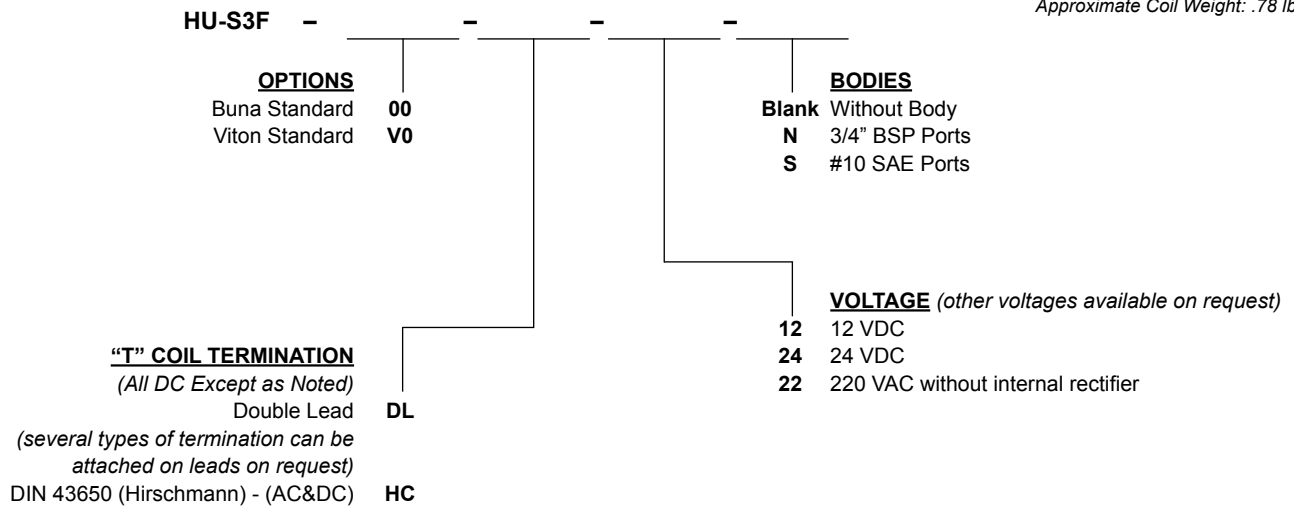 Approximate Coil Weight: .78 lb
HU-S3F – – – –
OPTIONS
Buna Standard 00
Viton Standard V0
BODIES
Blank Without Body
N 3/4” BSP Ports
S #10 SAE Ports
VOLTAGE (other voltages available on request)
12 12 VDC
24 24 VDC
22 220 VAC without internal rectifier
“T” COIL TERMINATION
(All DC Except as Noted)
Double Lead DL
(several types of termination can be
attached on leads on request)
DIN 43650 (Hirschmann) - (AC&DC) HC